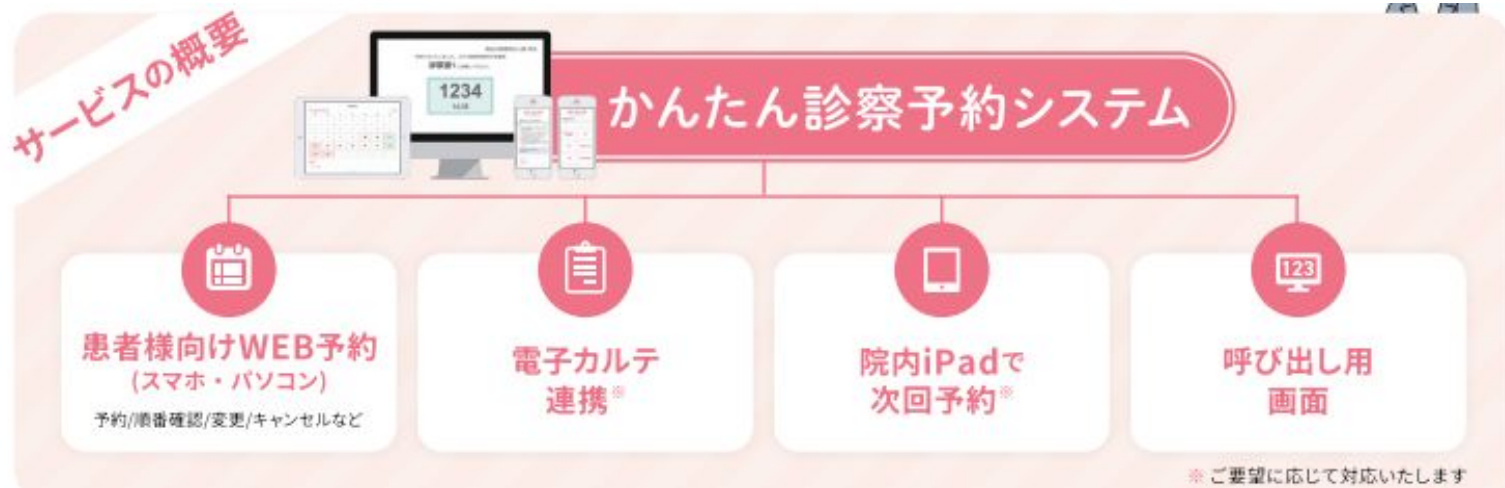 サービスの概要
1234
かんたん診察予約システム
123
患者様向けWEB予約
(スマホ・パソコン)
予約/順番確認/変更/キャンセルなど
電子カルテ
連携※
院内iPadで
次回予約※
呼び出し用
画面
※ ご要望に応じて対応いたします